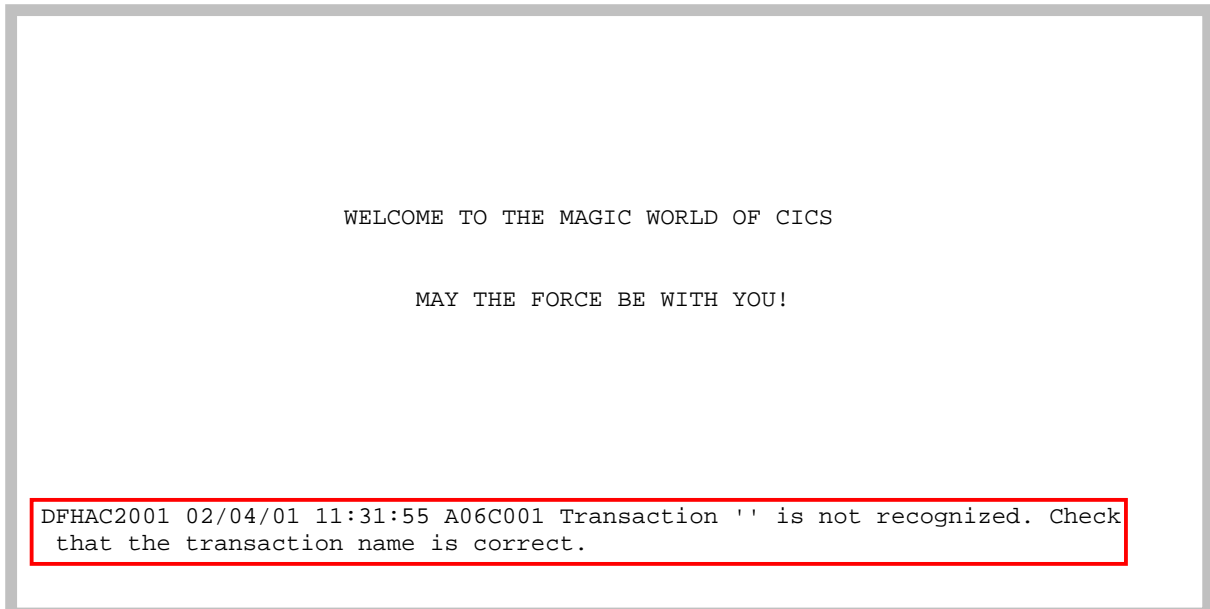 WELCOME TO THE MAGIC WORLD OF CICS
MAY THE FORCE BE WITH YOU!
DFHAC2001 02/04/01 11:31:55 A06C001 Transaction '' is not recognized. Check
that the transaction name is correct.